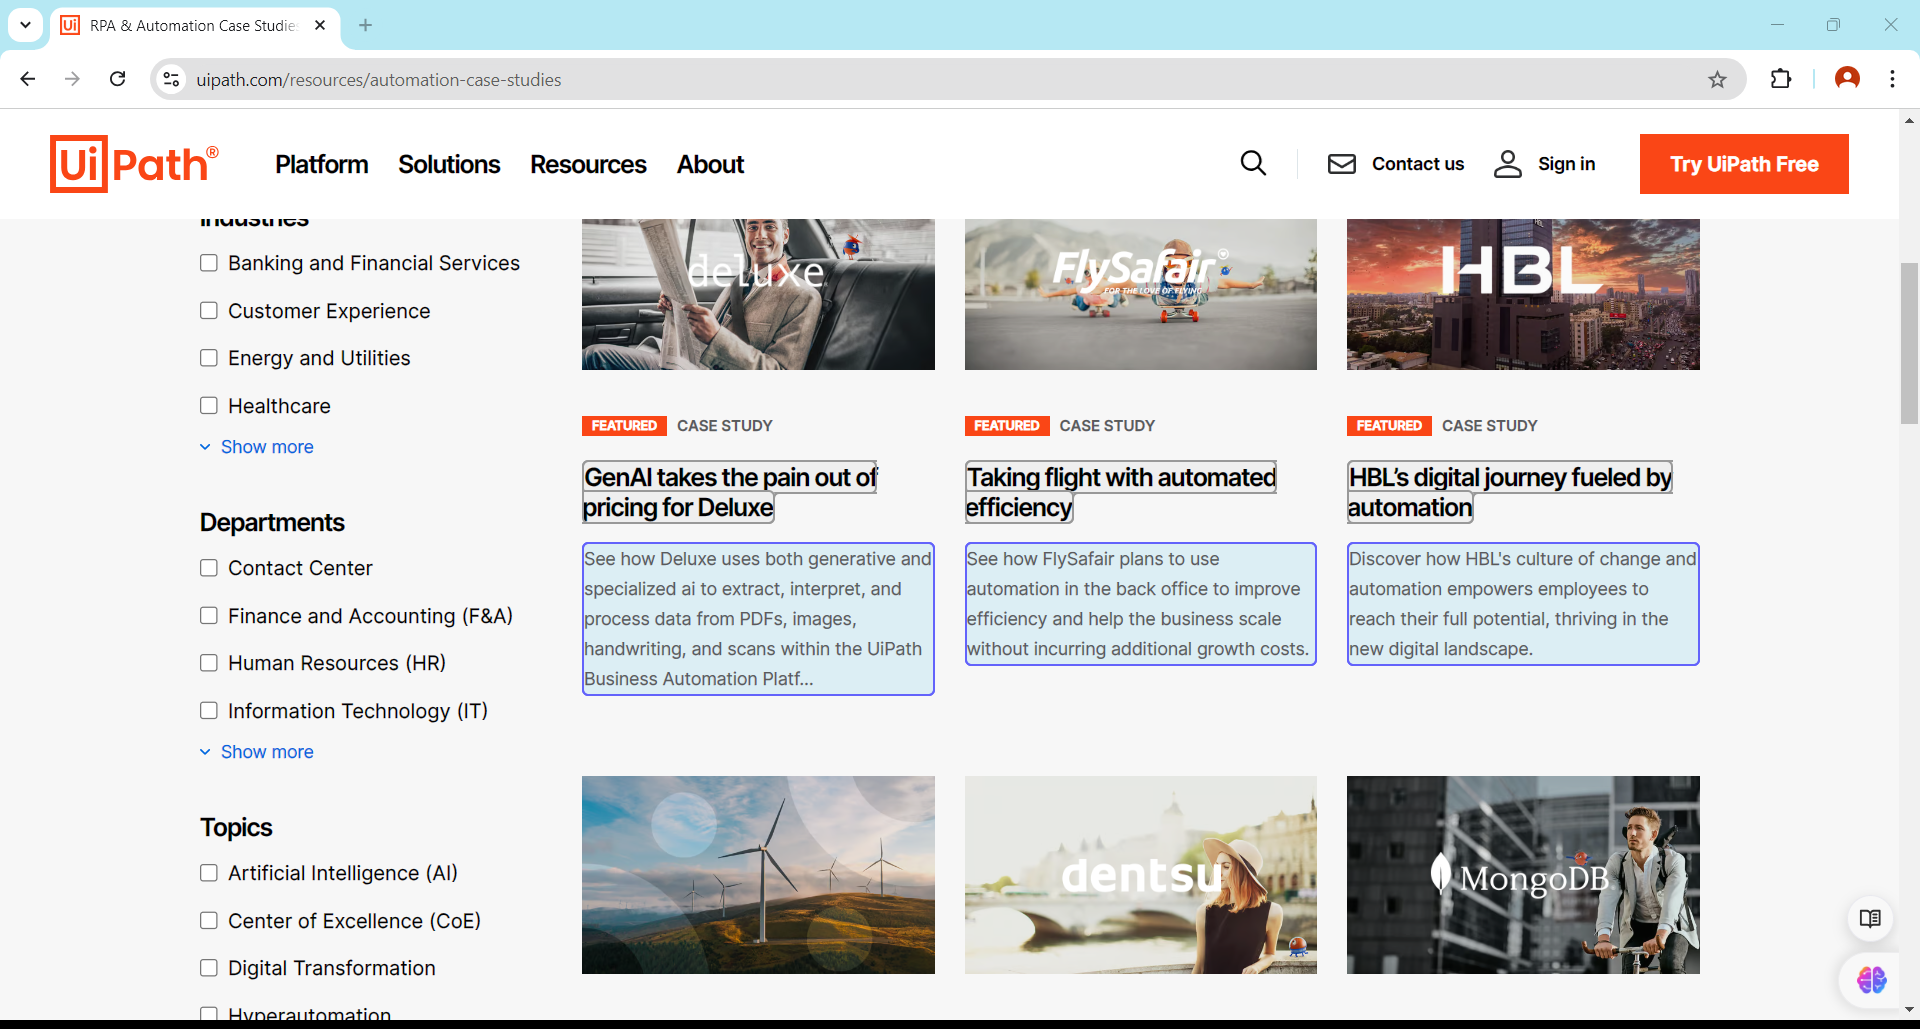 Ui
RPA & Automation Case Studies
uipath.com/resources/automation-case-studies
UiPath®
Platform
Solutions
Resources
About
Contact us
Sign in
Try UiPath Free
Industries
Banking and Financial Services
Customer Experience
Energy and Utilities
Healthcare
Show more
Departments
Contact Center
Finance and Accounting (F&A)
Human Resources (HR)
Information Technology (IT)
Show more
Topics
Artificial Intelligence (AI)
Center of Excellence (CoE)
Digital Transformation
Hyperautomation
deluxe
FEATURED CASE STUDY
GenAI takes the pain out of
pricing for Deluxe
See how Deluxe uses both generative and
specialized ai to extract, interpret, and
process data from PDFs, images,
handwriting, and scans within the UiPath
Business Automation Platf...
FlySafair
FOR THE LOVE OF FLYING
FEATURED CASE STUDY
Taking flight with automated
efficiency
See how FlySafair plans to use
automation in the back office to improve
efficiency and help the business scale
without incurring additional growth costs.
HBL
FEATURED CASE STUDY
HBL’s digital journey fueled by
automation
Discover how HBL's culture of change and
automation empowers employees to
reach their full potential, thriving in the
new digital landscape.
dentsu
MongoDB